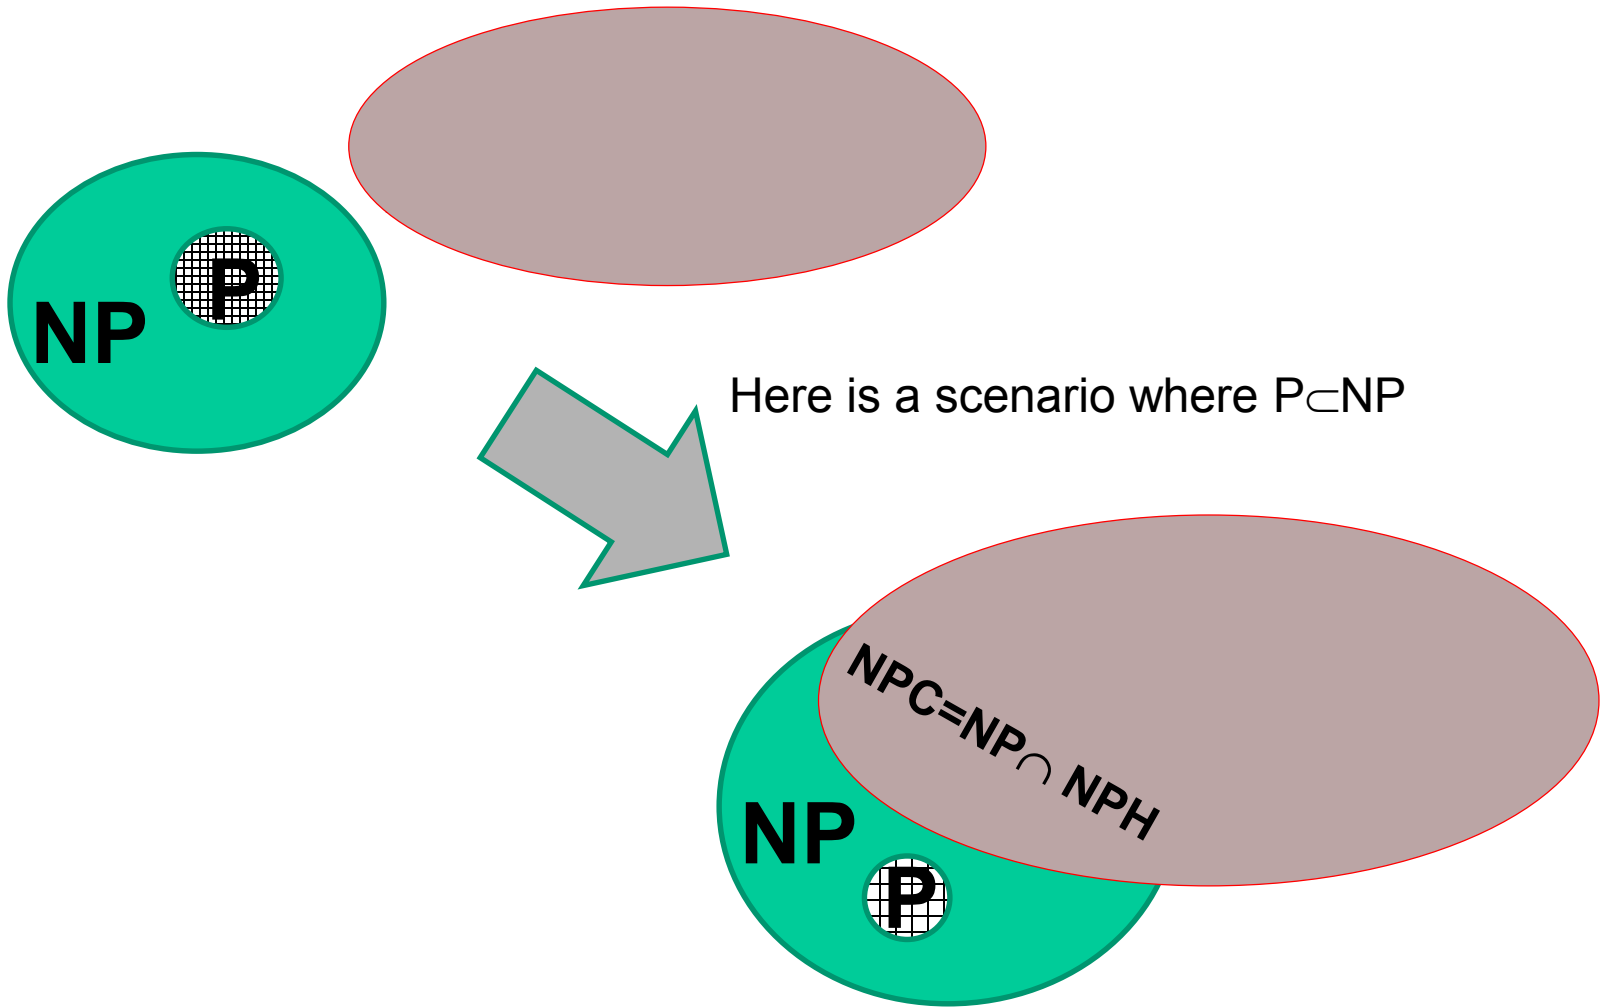 P
NP
Here is a scenario where P⊂NP
NPC=NP∩ NPH
NP
P